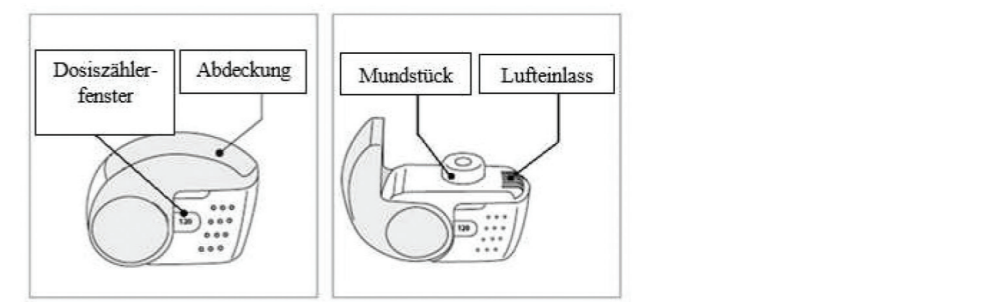 Dosiszähler-
fenster
Abdeckung
120
Mundstück
Lufteinlass
120